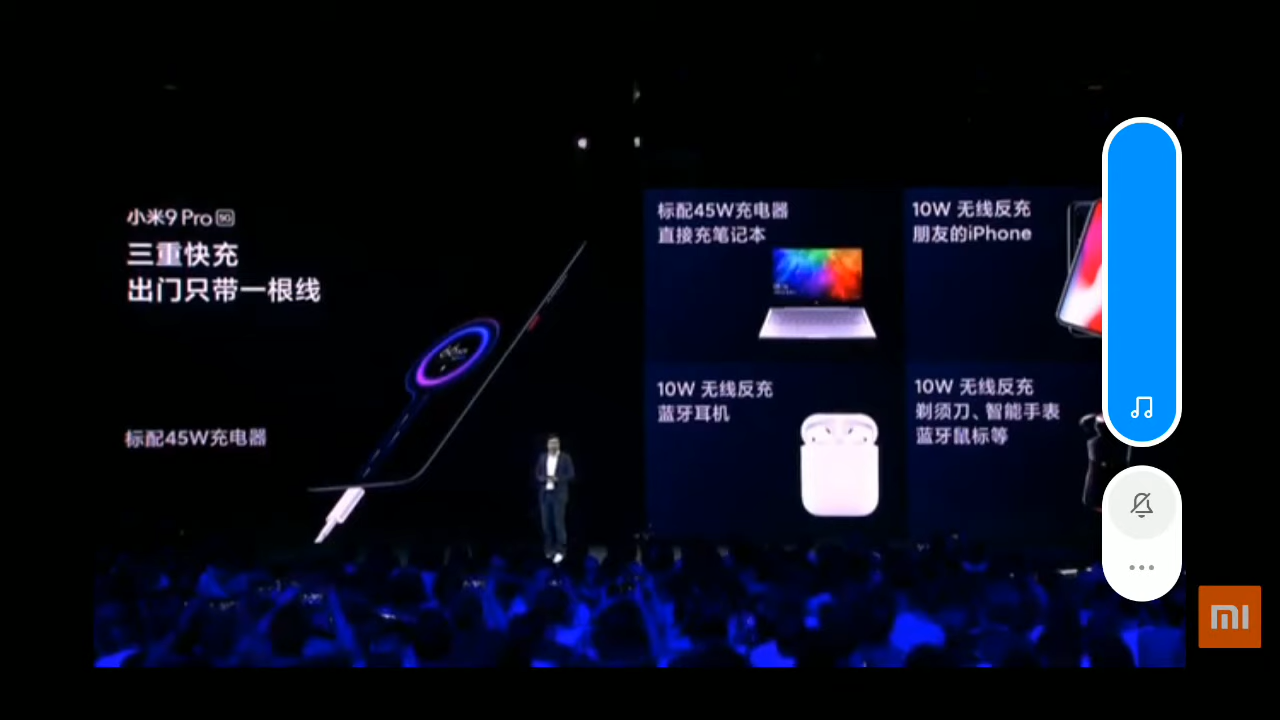 小米9 Pro 5G
三重快充
出门只带一根线
标配45W充电器
标配45W充电器
直接充笔记本
10W 无线反充
朋友的iPhone
10W 无线反充
蓝牙耳机
10W 无线反充
剃须刀、智能手表
蓝牙鼠标等
mi